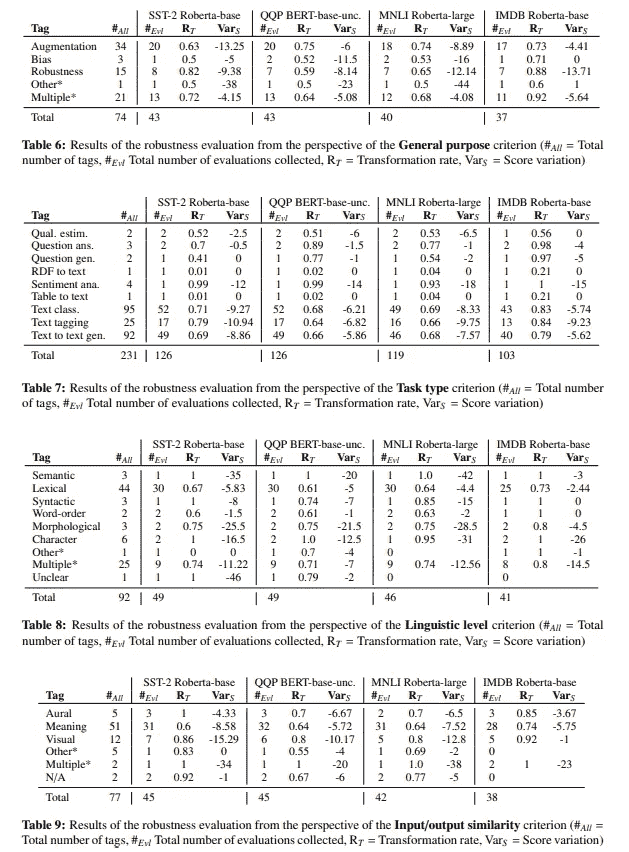 SST-2 Roberta-base QQP BERT-base-unc. MNLI Roberta-large IMDB Roberta-base
Tag #All #Evl RT VarS #Evl RT VarS #Evl RT VarS #Evl RT VarS
Augmentation 34 20 0.63 -13.25 20 0.75 -6 18 0.74 -8.89 17 0.73 -4.41
Bias 3 1 0.5 -5 2 0.52 -11.5 2 0.53 -16 1 0.71 0
Robustness 15 8 0.82 -9.38 7 0.59 -8.14 7 0.65 -12.14 7 0.88 -13.71
Other* 1 1 0.5 -38 1 0.5 -23 1 0.5 -44 1 0.6 1
Multiple* 21 13 0.72 -4.15 13 0.64 -5.08 12 0.68 -4.08 11 0.92 -5.64
Total 74 43 43 40 37
Table 6: Results of the robustness evaluation from the perspective of the General purpose criterion (#All = Total
number of tags, #Evl Total number of evaluations collected, RT = Transformation rate, VarS = Score variation)
SST-2 Roberta-base QQP BERT-base-unc. MNLI Roberta-large IMDB Roberta-base
Tag #All #Evl RT VarS #Evl RT VarS #Evl RT VarS #Evl RT VarS
Qual. estim. 2 2 0.52 -2.5 2 0.51 -6 2 0.53 -6.5 1 0.56 0
Question ans. 3 2 0.7 -0.5 2 0.89 -1.5 2 0.77 -1 2 0.98 -4
Question gen. 2 1 0.41 0 1 0.77 -1 1 0.54 -2 1 0.97 -5
RDF to text 1 1 0.01 0 1 0.02 0 1 0.04 0 1 0.21 0
Sentiment ana. 4 1 0.99 -12 1 0.99 -14 1 0.93 -18 1 1 -15
Table to text 1 1 0.01 0 1 0.02 0 1 0.04 0 1 0.21 0
Text class. 95 52 0.71 -9.27 52 0.68 -6.21 49 0.69 -8.33 43 0.83 -5.74
Text tagging 25 17 0.79 -10.94 17 0.64 -6.82 16 0.66 -9.75 13 0.84 -9.23
Text to text gen. 92 49 0.69 -8.86 49 0.66 -5.86 46 0.68 -7.57 40 0.79 -5.62
Total 231 126 126 119 103
Table 7: Results of the robustness evaluation from the perspective of the Task type criterion (#All = Total number
of tags, #Evl Total number of evaluations collected, RT = Transformation rate, VarS = Score variation)
SST-2 Roberta-base QQP BERT-base-unc. MNLI Roberta-large IMDB Roberta-base
Tag #All #Evl RT VarS #Evl RT VarS #Evl RT VarS #Evl RT VarS
Semantic 3 1 1 -35 1 1 -20 1 1.0 -42 1 1 -3
Lexical 44 30 0.67 -5.83 30 0.61 -5 30 0.64 -4.4 25 0.73 -2.44
Syntactic 3 1 1 -8 1 0.74 -7 1 0.85 -15 1 1 0
Word-order 2 2 0.6 -1.5 2 0.61 -1 2 0.63 -2 1 1 0
Morphological 3 2 0.75 -25.5 2 0.75 -21.5 2 0.75 -28.5 2 0.8 -4.5
Character 6 2 1 -16.5 2 1.0 -12.5 1 0.95 -31 2 1 -26
Other* 1 1 0 0 1 0.7 -4 0 1 1 -1
Multiple* 25 9 0.74 -11.22 9 0.71 -7 9 0.74 -12.56 8 0.8 -14.5
Unclear 1 1 1 -46 1 0.79 -2 0 0
Total 92 49 49 46 41
Table 8: Results of the robustness evaluation from the perspective of the Linguistic level criterion (#All = Total
number of tags, #Evl Total number of evaluations collected, RT = Transformation rate, VarS = Score variation)
SST-2 Roberta-base QQP BERT-base-unc. MNLI Roberta-large IMDB Roberta-base
Tag #All #Evl RT VarS #Evl RT VarS #Evl RT VarS #Evl RT VarS
Aural 5 3 1 -4.33 3 0.7 -6.67 2 0.7 -6.5 3 0.85 -3.67
Meaning 51 31 0.6 -8.58 32 0.64 -5.72 31 0.64 -7.52 28 0.74 -5.75
Visual 12 7 0.86 -15.29 6 0.8 -10.17 5 0.8 -12.8 5 0.92 -1
Other* 5 1 0.83 0 1 0.55 -4 1 0.69 -2 0
Multiple* 2 1 1 -34 1 1 -20 1 1.0 -38 2 1 -23
N/A 2 2 0.92 -1 2 0.67 -6 2 0.77 -5 0
Total 77 45 45 42 38
Table 9: Results of the robustness evaluation from the perspective of the Input/output similarity criterion (#All =
Total number of tags, #Evl Total number of evaluations collected, RT = Transformation rate, VarS = Score variation)